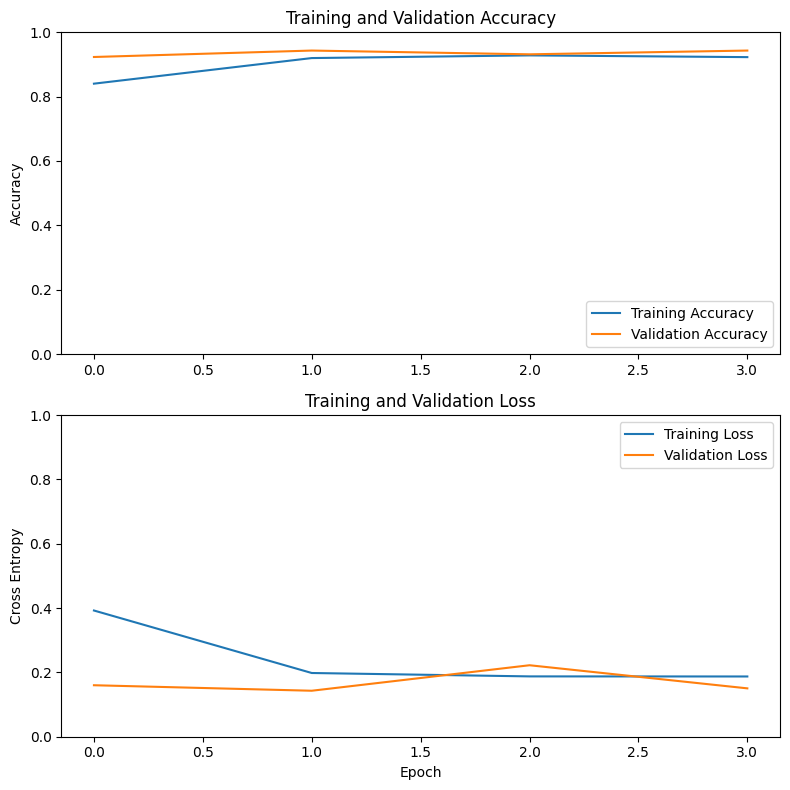 Training and Validation Accuracy
1.0
0.8
0.6
0.4
0.2
0.0
Accuracy
Training Accuracy
Validation Accuracy
0.0 0.5 1.0 1.5 2.0 2.5 3.0
Training and Validation Loss
1.0
0.8
0.6
0.4
0.2
0.0
Cross Entropy
Training Loss
Validation Loss
0.0 0.5 1.0 1.5 2.0 2.5 3.0
Epoch